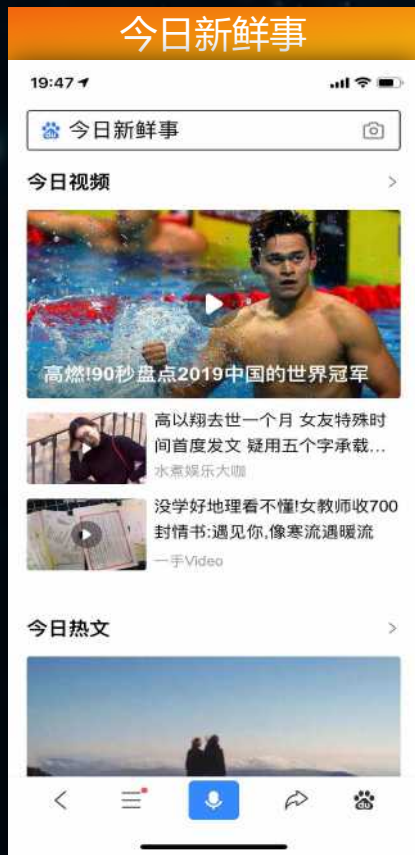 今日新鲜事
19:47
今日新鲜事
今日视频
高燃!90秒盘点2019中国的世界冠军
高以翔去世一个月 女友特殊时
间首度发文 疑用五个字承载...
水煮娱乐大咖
没学好地理看不懂!女教师收700
封情书:遇见你,像寒流遇暖流
一手Video
今日热文